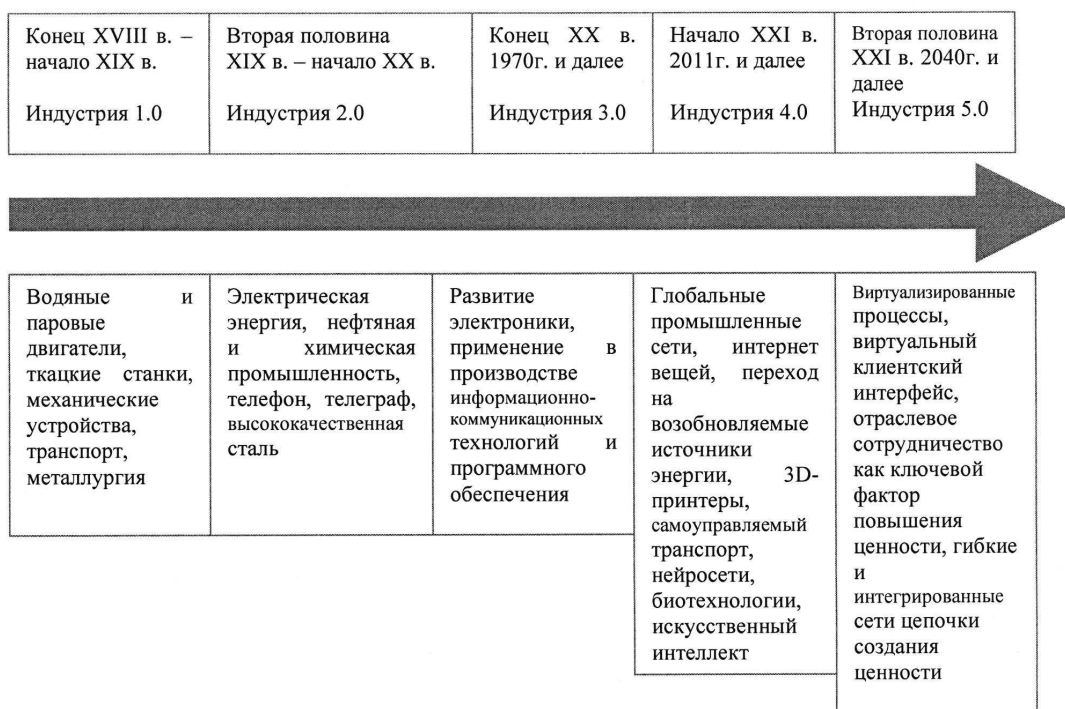 Конец XVIII в. –
начало XIX в.
Индустрия 1.0
Вторая половина
XIX в. – начало XX в.
Индустрия 2.0
Конец XX в.
1970г. и далее
Индустрия 3.0
Начало XXI в.
2011г. и далее
Индустрия 4.0
Вторая половина
XXI в. 2040г. и
далее
Индустрия 5.0
Водяные и
паровые
двигатели,
ткацкие станки,
механические
устройства,
транспорт,
металлургия
Электрическая
энергия, нефтяная
и химическая
промышленность,
телефон, телеграф,
высококачественная
сталь
Развитие
электроники,
применение в
производстве
информационно-
коммуникационных
технологий и
программного
обеспечения
Глобальные
промышленные
сети, интернет
вещей, переход
на
возобновляемые
источники
энергии, 3D-
принтеры,
самоуправляемый
транспорт,
нейросети,
биотехнологии,
искусственный
интеллект
Виртуализированные
процессы,
виртуальный
клиентский
интерфейс,
отраслевое
сотрудничество
как ключевой
фактор
повышения
ценности, гибкие
и
интегрированные
сети цепочки
создания
ценности